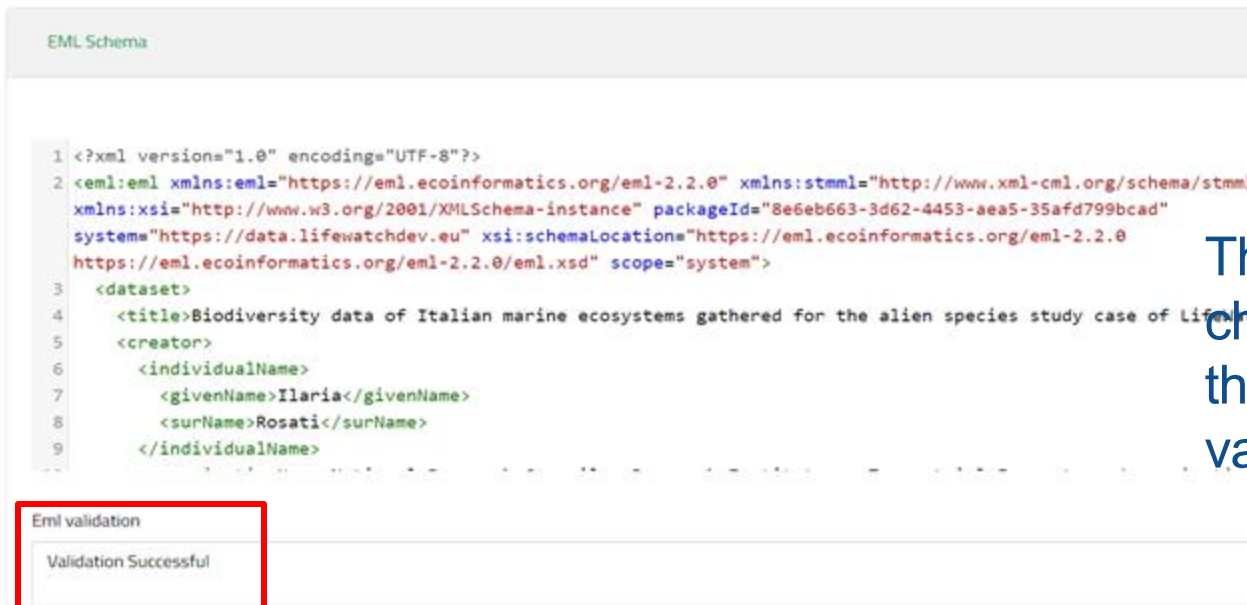 EML Schema
1 <?xml version="1.0" encoding="UTF-8"?>
2 <eml:eml xmlns:eml="https://eml.ecoinformatics.org/eml-2.2.0" xmlns:stmml="http://www.xml-cml.org/schema/stmml
xmlns:xsi="http://www.w3.org/2001/XMLSchema-instance" packageId="8e6eb663-3d62-4453-aea5-35afd799bcad"
system="https://data.lifewatchdev.eu" xsi:schemaLocation="https://eml.ecoinformatics.org/eml-2.2.0
https://eml.ecoinformatics.org/eml-2.2.0/eml.xsd" scope="system">
3 <dataset>
4 <title>Biodiversity data of Italian marine ecosystems gathered for the alien species study case of
5 <creator>
6 <individualName>
7 <givenName>Ilaria</givenName>
8 <surName>Rosati</surName>
9 </individualName>
Th
ch
th
va
Eml validation
Validation Successful